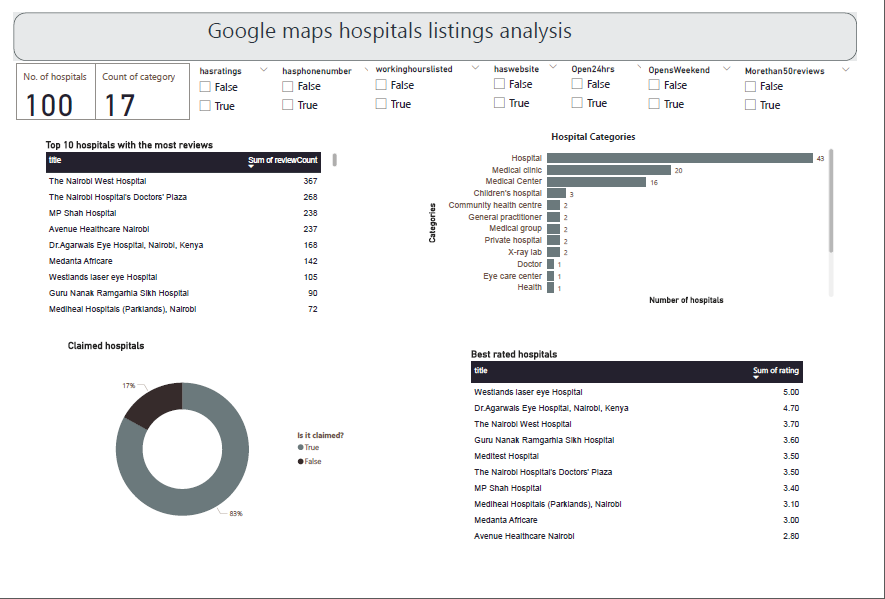 Google maps hospitals listings analysis
No. of hospitals
100
Count of category
17
hasratings
False
True
hasphonenumber
False
True
workinghourslisted
False
True
haswebsite
False
True
Open24hrs
False
True
OpensWeekend
False
True
Morethan50reviews
False
True
Top 10 hospitals with the most reviews
title Sum of reviewCount
The Nairobi West Hospital 367
The Nairobi Hospital's Doctors' Plaza 268
MP Shah Hospital 238
Avenue Healthcare Nairobi 237
Dr.Agarwals Eye Hospital, Nairobi, Kenya 168
Medanta Africare 142
Westlands laser eye Hospital 105
Guru Nanak Ramgarhia Sikh Hospital 90
Mediheal Hospitals (Parklands), Nairobi 72
Hospital Categories
Categories
Hospital 43
Medical clinic 20
Medical Center 16
Children's hospital 3
Community health centre 2
General practitioner 2
Medical group 2
Private hospital 2
X-ray lab 2
Doctor 1
Eye care center 1
Health 1
Number of hospitals
Claimed hospitals
17%
83%
Is it claimed?
True
False
Best rated hospitals
title Sum of rating
Westlands laser eye Hospital 5.00
Dr.Agarwals Eye Hospital, Nairobi, Kenya 4.70
The Nairobi West Hospital 3.70
Guru Nanak Ramgarhia Sikh Hospital 3.60
Meditest Hospital 3.50
The Nairobi Hospital's Doctors' Plaza 3.50
MP Shah Hospital 3.40
Mediheal Hospitals (Parklands), Nairobi 3.10
Medanta Africare 3.00
Avenue Healthcare Nairobi 2.80